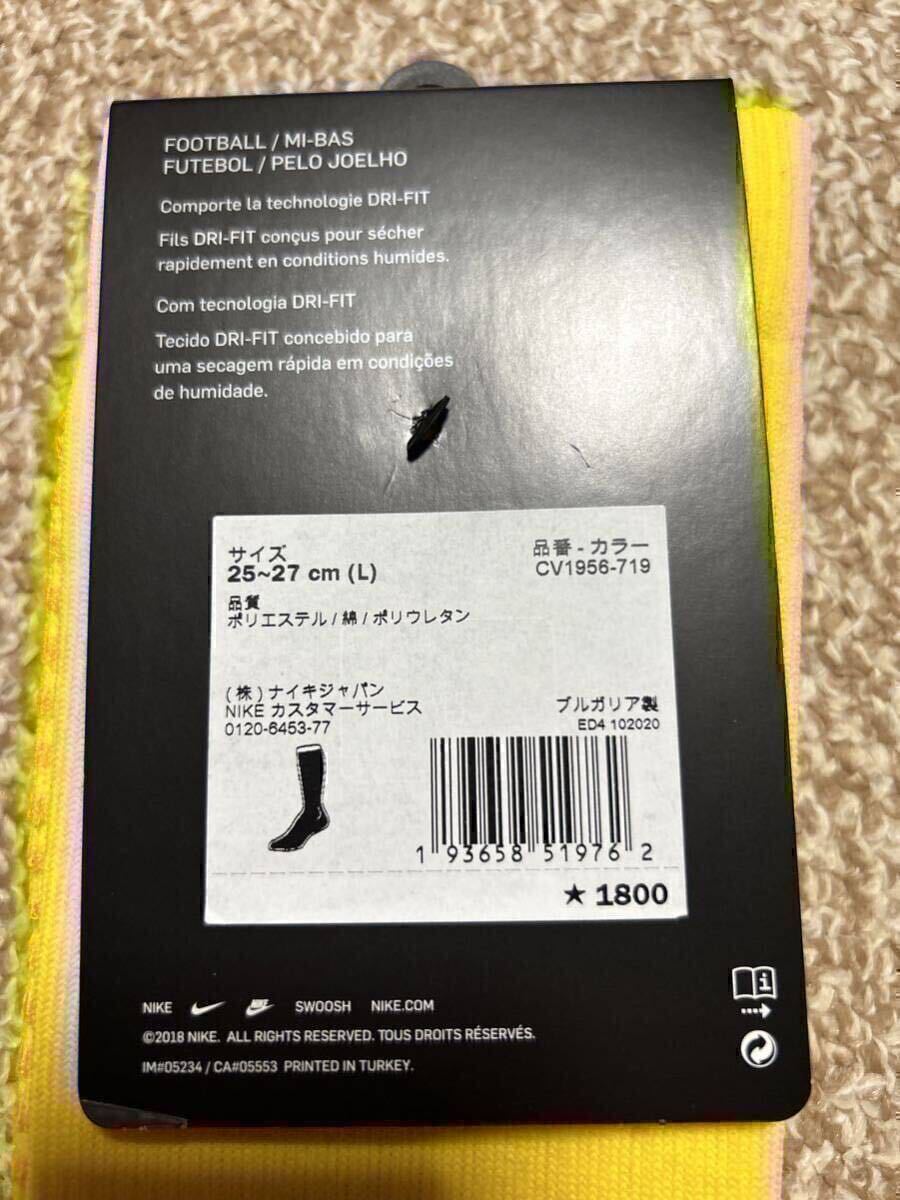 FOOTBALL / MI-BAS
FUTEBOL / PELO JOELHO
Comporte la technologie DRI-FIT
Fils DRI-FIT conçus pour sécher
rapidement en conditions humides.
Com tecnologia DRI-FIT
Tecido DRI-FIT concebido para
uma secagem rápida em condições
de humidade.
サイズ
25~27 cm (L)
品番 - カラー
CV1956-719
品質
ポリエステル / 綿 / ポリウレタン
(株) ナイキジャパン
NIKE カスタマーサービス
0120-6453-77
ブルガリア製
ED4 102020
1 93658 51976 2
★ 1800
NIKE NIKE SWOOSH NIKE.COM
©2018 NIKE. ALL RIGHTS RESERVED. TOUS DROITS RÉSERVÉS.
IM#05234 / CA#05553 PRINTED IN TURKEY.